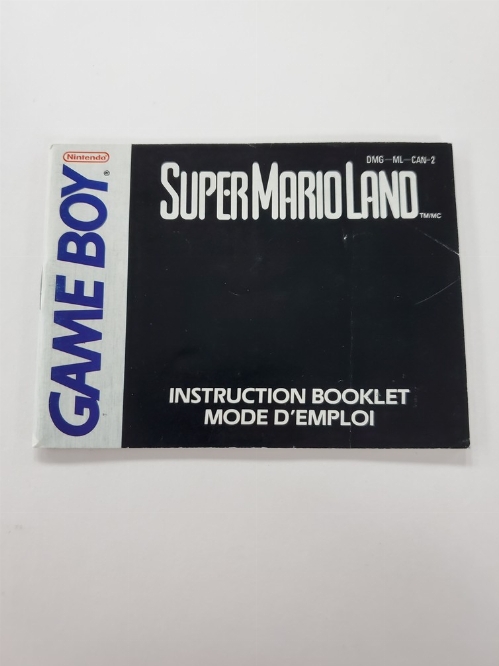 Nintendo®
GAME BOY
DMG-ML-CAN-2
SUPER MARIO LAND TM/MC
INSTRUCTION BOOKLET
MODE D'EMPLOI